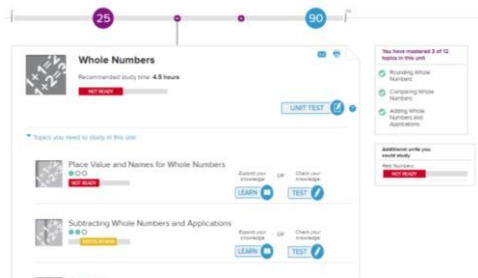 25
90
Whole Numbers
Recommended study time: 4.5 hours
NOT READY
UNIT TEST
Topics you need to study in this unit
Place Value and Names for Whole Numbers
NOT READY
Expand your
knowledge
OR
Check your
knowledge
LEARN
TEST
Subtracting Whole Numbers and Applications
NEEDS REVIEW
Expand your
knowledge
OR
Check your
knowledge
LEARN
TEST
You have mastered 3 of 12
topics in this unit
Rounding Whole
Numbers
Comparing Whole
Numbers
Adding Whole
Numbers and
Applications
Additional units you
could study
Real Numbers
NOT READY